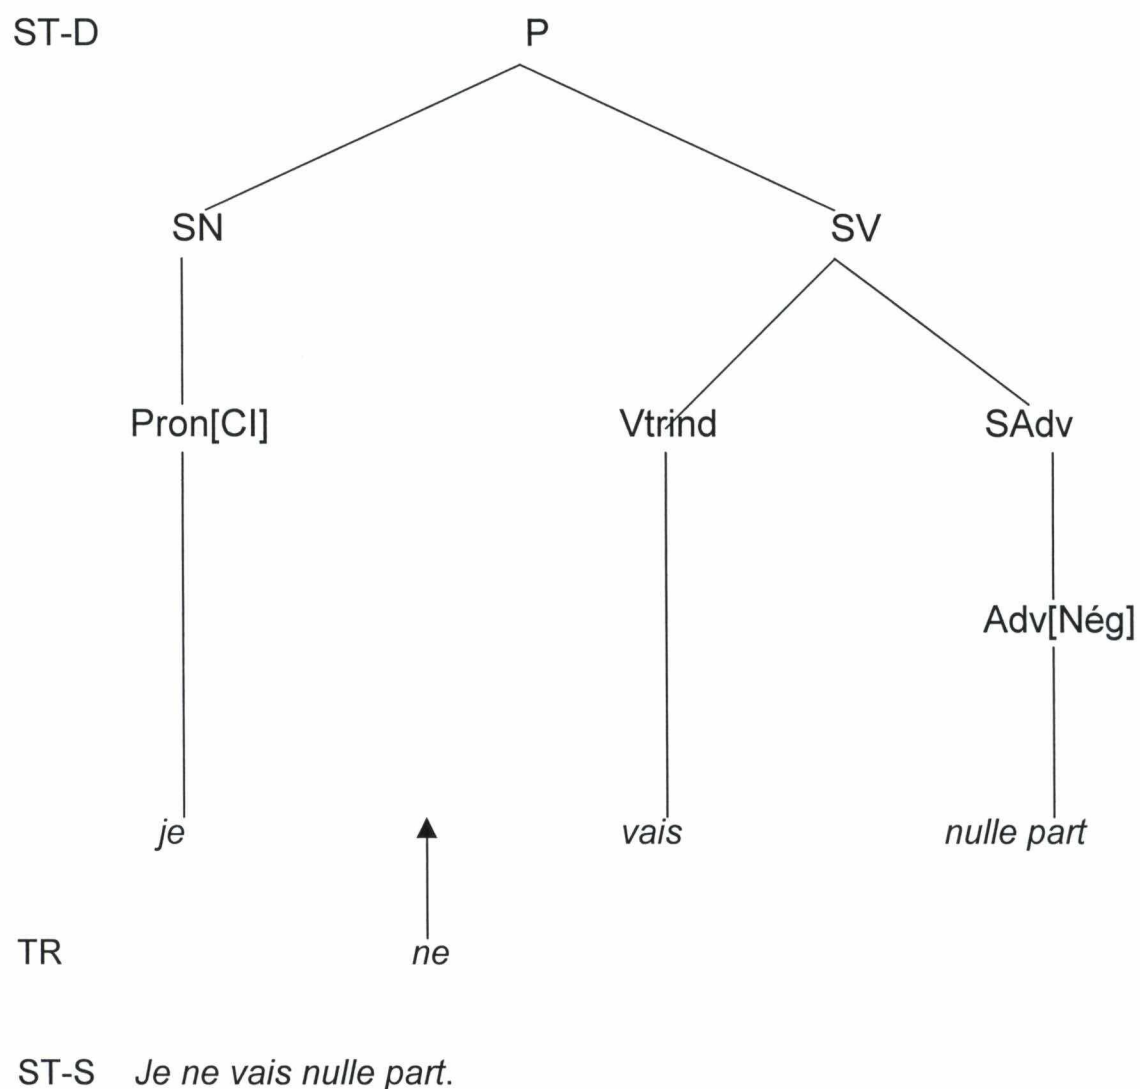 ST-D P
SN SV
Pron[CI] Vtrind SAdv
Adv[Nég]
je vais nulle part
TR ne
ST-S Je ne vais nulle part.